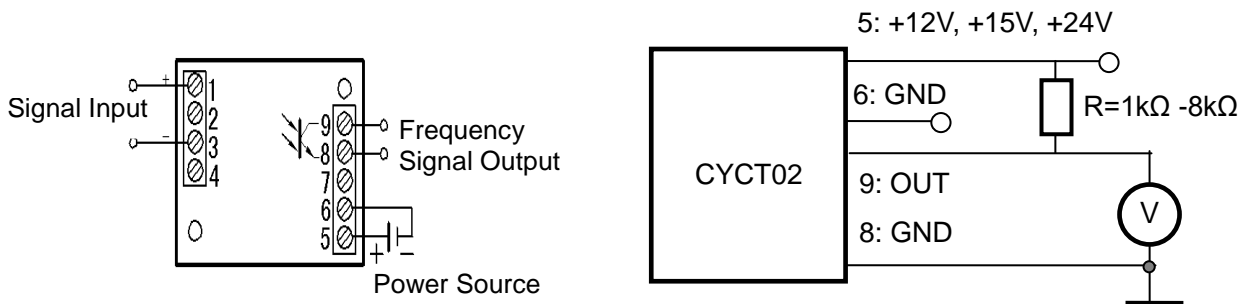 Signal Input
+
-
1
2
3
4
9
8
7
6
5
+ -
Frequency
Signal Output
Power Source
5: +12V, +15V, +24V
6: GND
R=1kΩ -8kΩ
CYCT02
9: OUT
8: GND
V